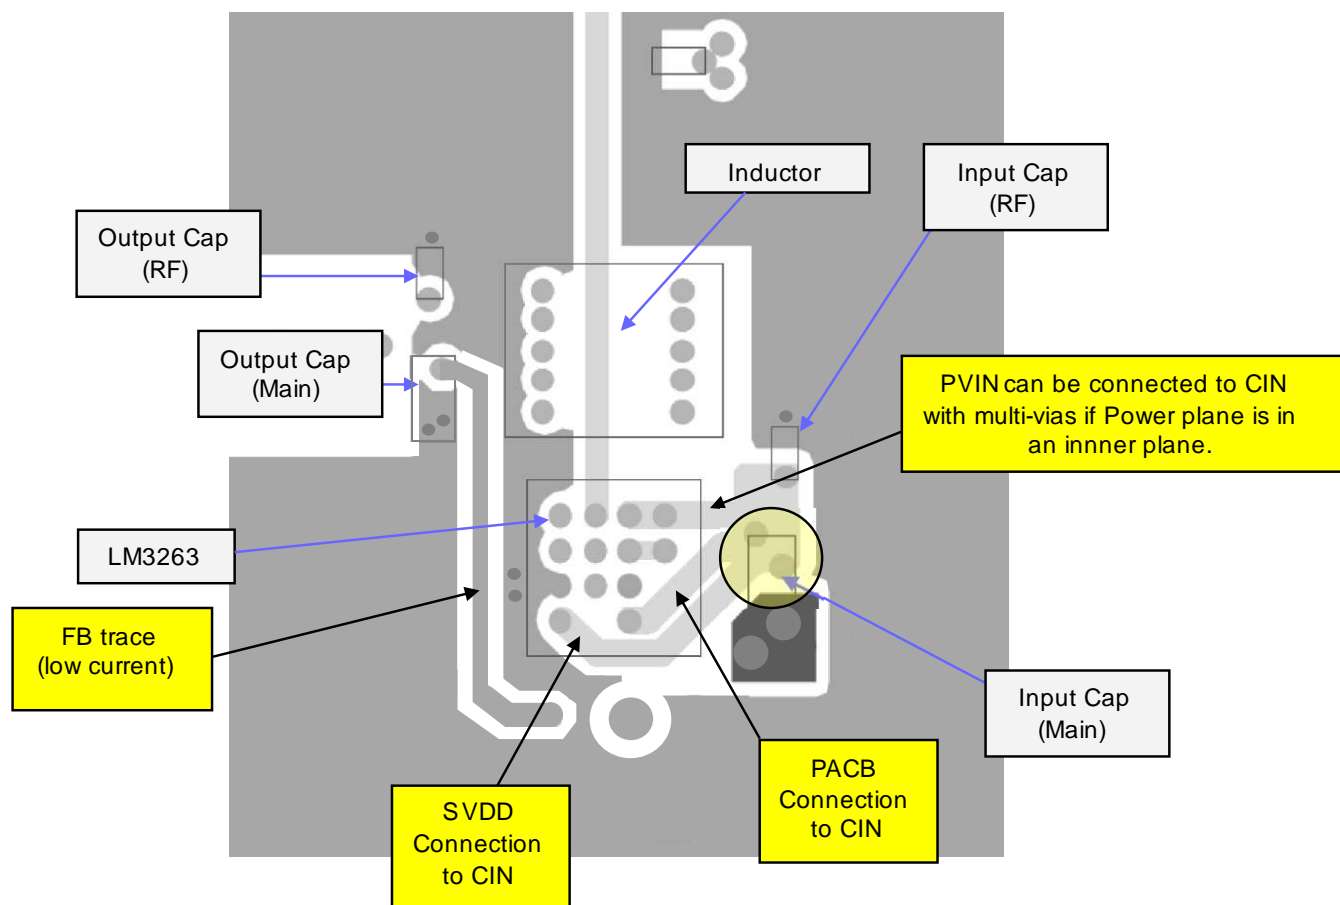 Inductor
Input Cap
(RF)
Output Cap
(RF)
Output Cap
(Main)
PVIN can be connected to CIN
with multi-vias if Power plane is in
an innner plane.
LM3263
FB trace
(low current)
Input Cap
(Main)
PACB
Connection
to CIN
SVDD
Connection
to CIN